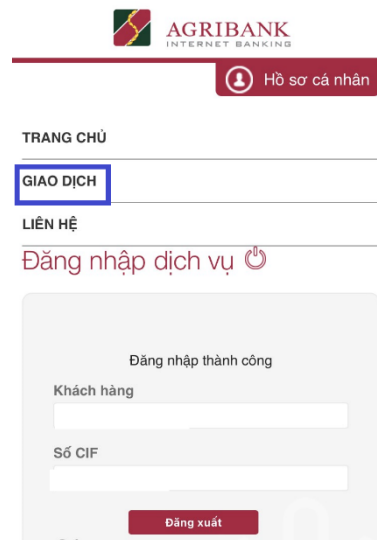 AGRIBANK
INTERNET BANKING
Hồ sơ cá nhân
TRANG CHỦ
GIAO DỊCH
LIÊN HỆ
Đăng nhập dịch vụ
Đăng nhập thành công
Khách hàng
Số CIF
Đăng xuất